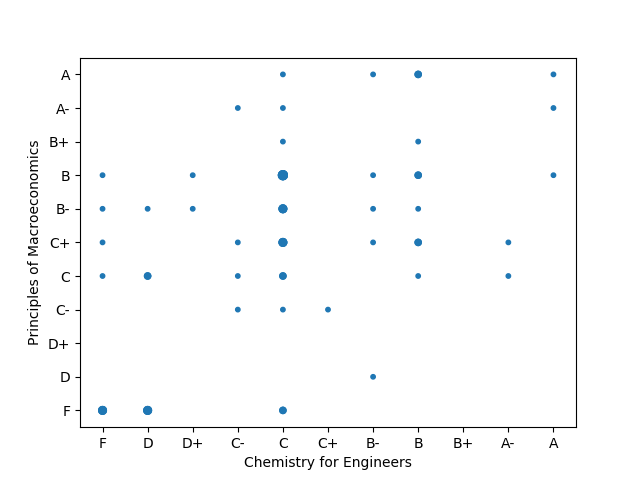 Principles of Macroeconomics
A
A-
B+
B
B-
C+
C
C-
D+
D
F
F D D+ C- C C+ B- B B+ A- A
Chemistry for Engineers